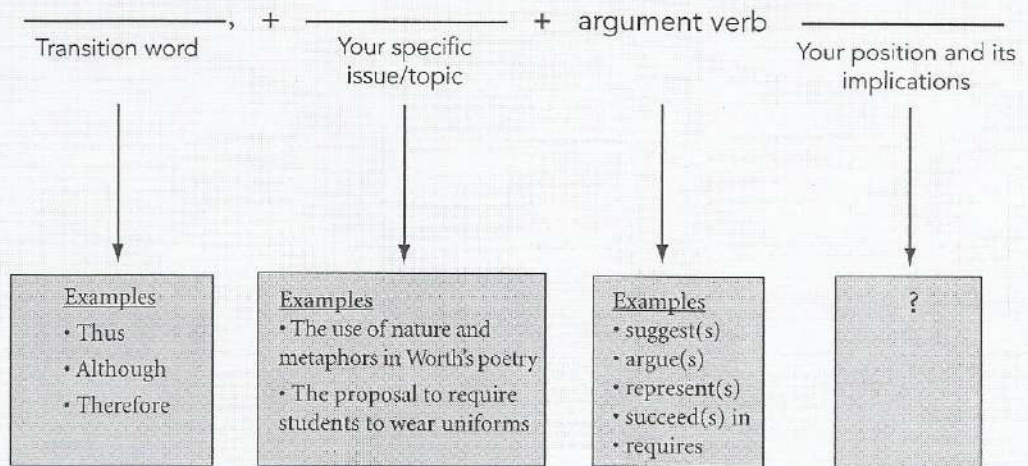 , + + argument verb
Transition word
Your specific
issue/topic
Your position and its
implications
Examples
• Thus
• Although
• Therefore
Examples
• The use of nature and
metaphors in Worth's poetry
• The proposal to require
students to wear uniforms
Examples
• suggest(s)
• argue(s)
• represent(s)
• succeed(s) in
• requires
?